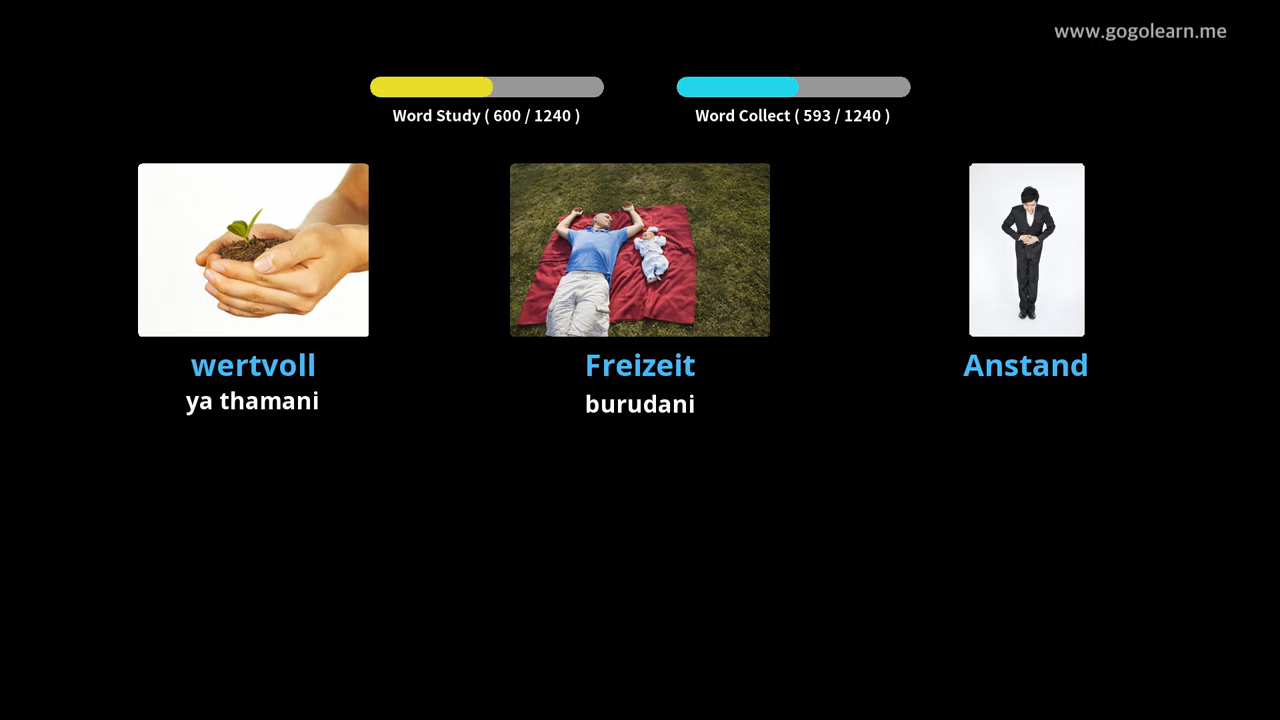 www.gogolearn.me
Word Study ( 600 / 1240 )
Word Collect ( 593 / 1240 )
wertvoll
ya thamani
Freizeit
burudani
Anstand